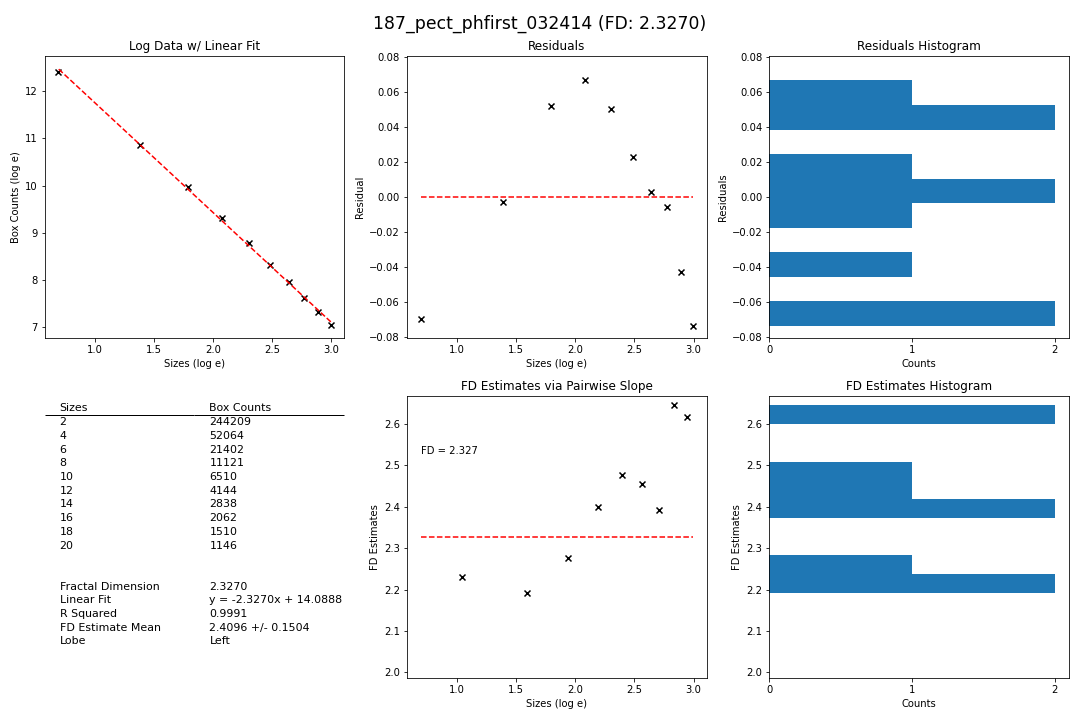 187_pect_phfirst_032414 (FD: 2.3270)
Log Data w/ Linear Fit
Box Counts (log e)
12
11
10
9
8
7
1.0 1.5 2.0 2.5 3.0
Sizes (log e)
Residuals
Residual
0.08
0.06
0.04
0.02
0.00
−0.02
−0.04
−0.06
−0.08
1.0 1.5 2.0 2.5 3.0
Sizes (log e)
Residuals Histogram
Residuals
0.08
0.06
0.04
0.02
0.00
−0.02
−0.04
−0.06
−0.08
0 1 2
Counts
Sizes Box Counts
2 244209
4 52064
6 21402
8 11121
10 6510
12 4144
14 2838
16 2062
18 1510
20 1146
Fractal Dimension 2.3270
Linear Fit y = -2.3270x + 14.0888
R Squared 0.9991
FD Estimate Mean 2.4096 +/- 0.1504
Lobe Left
FD Estimates via Pairwise Slope
FD Estimates
2.6
2.5
2.4
2.3
2.2
2.1
2.0
FD = 2.327
1.0 1.5 2.0 2.5 3.0
Sizes (log e)
FD Estimates Histogram
FD Estimates
2.6
2.5
2.4
2.3
2.2
2.1
2.0
0 1 2
Counts